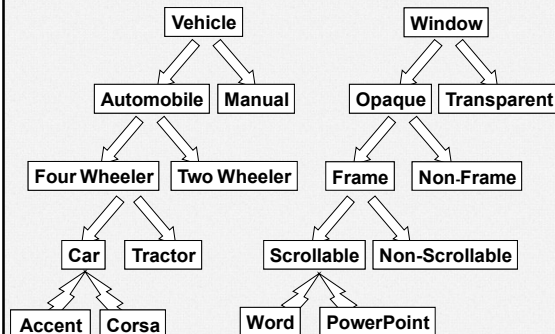 Vehicle Window
Automobile Manual Opaque Transparent
Four Wheeler Two Wheeler Frame Non-Frame
Car Tractor Scrollable Non-Scrollable
Accent Corsa Word PowerPoint